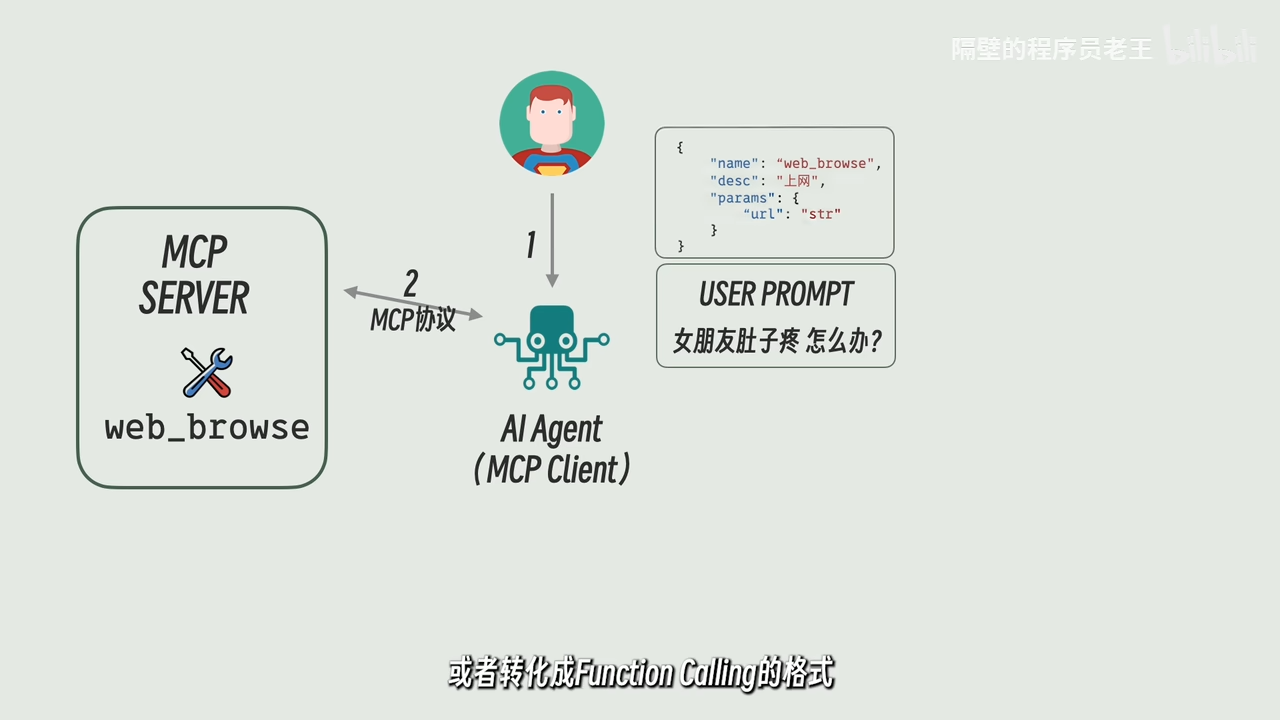 隔壁的程序员老王 bilibili
{
"name": “web_browse",
"desc": "上网",
"params": {
“url": "str"
}
}
MCP
SERVER
web_browse
1
2
MCP协议
USER PROMPT
女朋友肚子疼 怎么办?
AI Agent
(MCP Client)
或者转化成Function Calling的格式